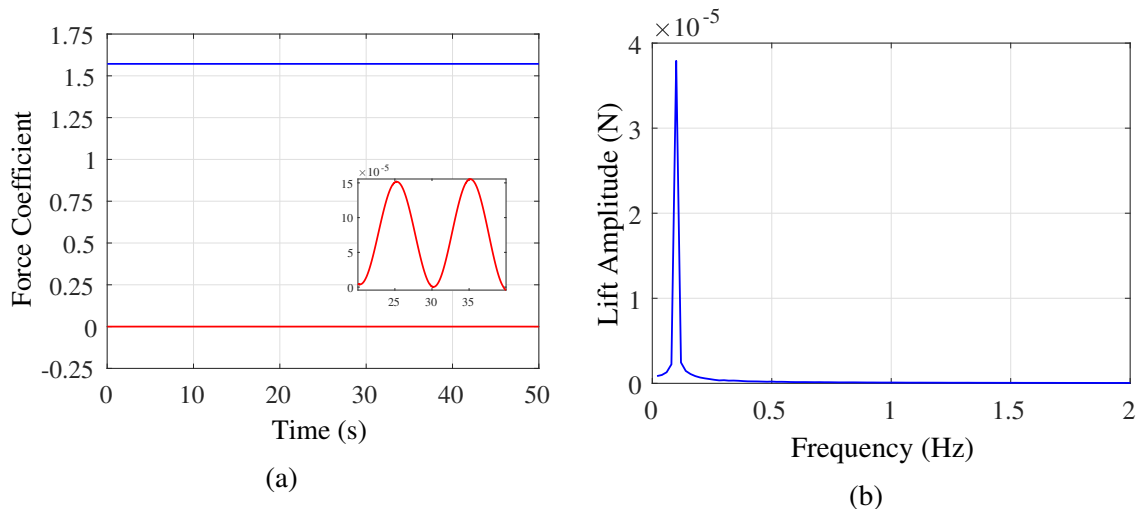 1.75
1.5
1.25
1
0.75
0.5
0.25
0
-0.25
Force Coefficient
×10 -5
15
10
5
0
25 30 35
0 10 20 30 40 50
Time (s)
(a)
×10 -5
4
3
2
1
0
Lift Amplitude (N)
0 0.5 1 1.5 2
Frequency (Hz)
(b)